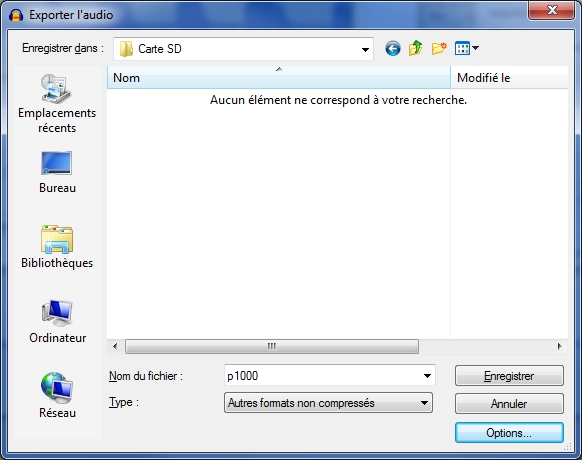 Exporter l'audio
Enregistrer dans :
Carte SD
Nom
Modifié le
Aucun élément ne correspond à votre recherche.
Emplacements
récents
Bureau
Bibliothèques
Ordinateur
Réseau
Nom du fichier :
p1000
Enregistrer
Type :
Autres formats non compressés
Annuler
Options...